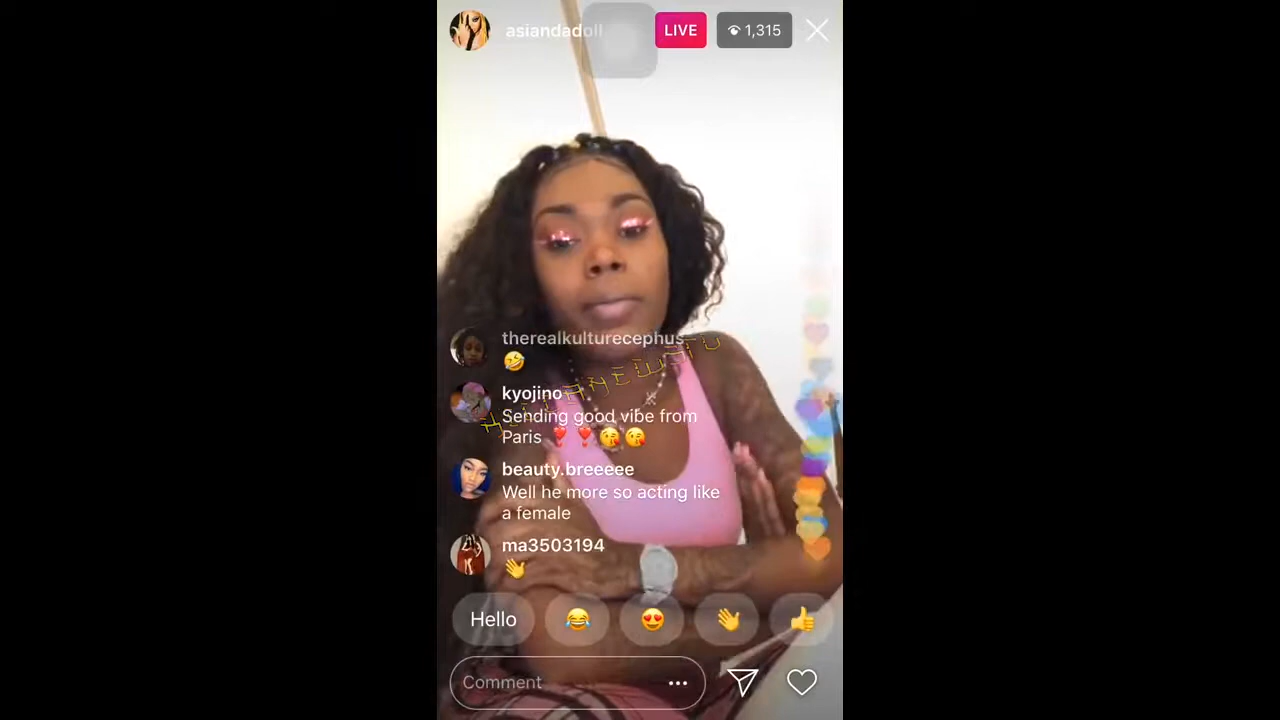 asiandadoll
LIVE
1,315
therealkulturecephus
🤣
kyojino
Sending good vibe from
Paris ❣️❣️😘😘
beauty.breeeee
Well he more so acting like
a female
ma3503194
👋
Hello 😂 😍 👋 👍
Comment